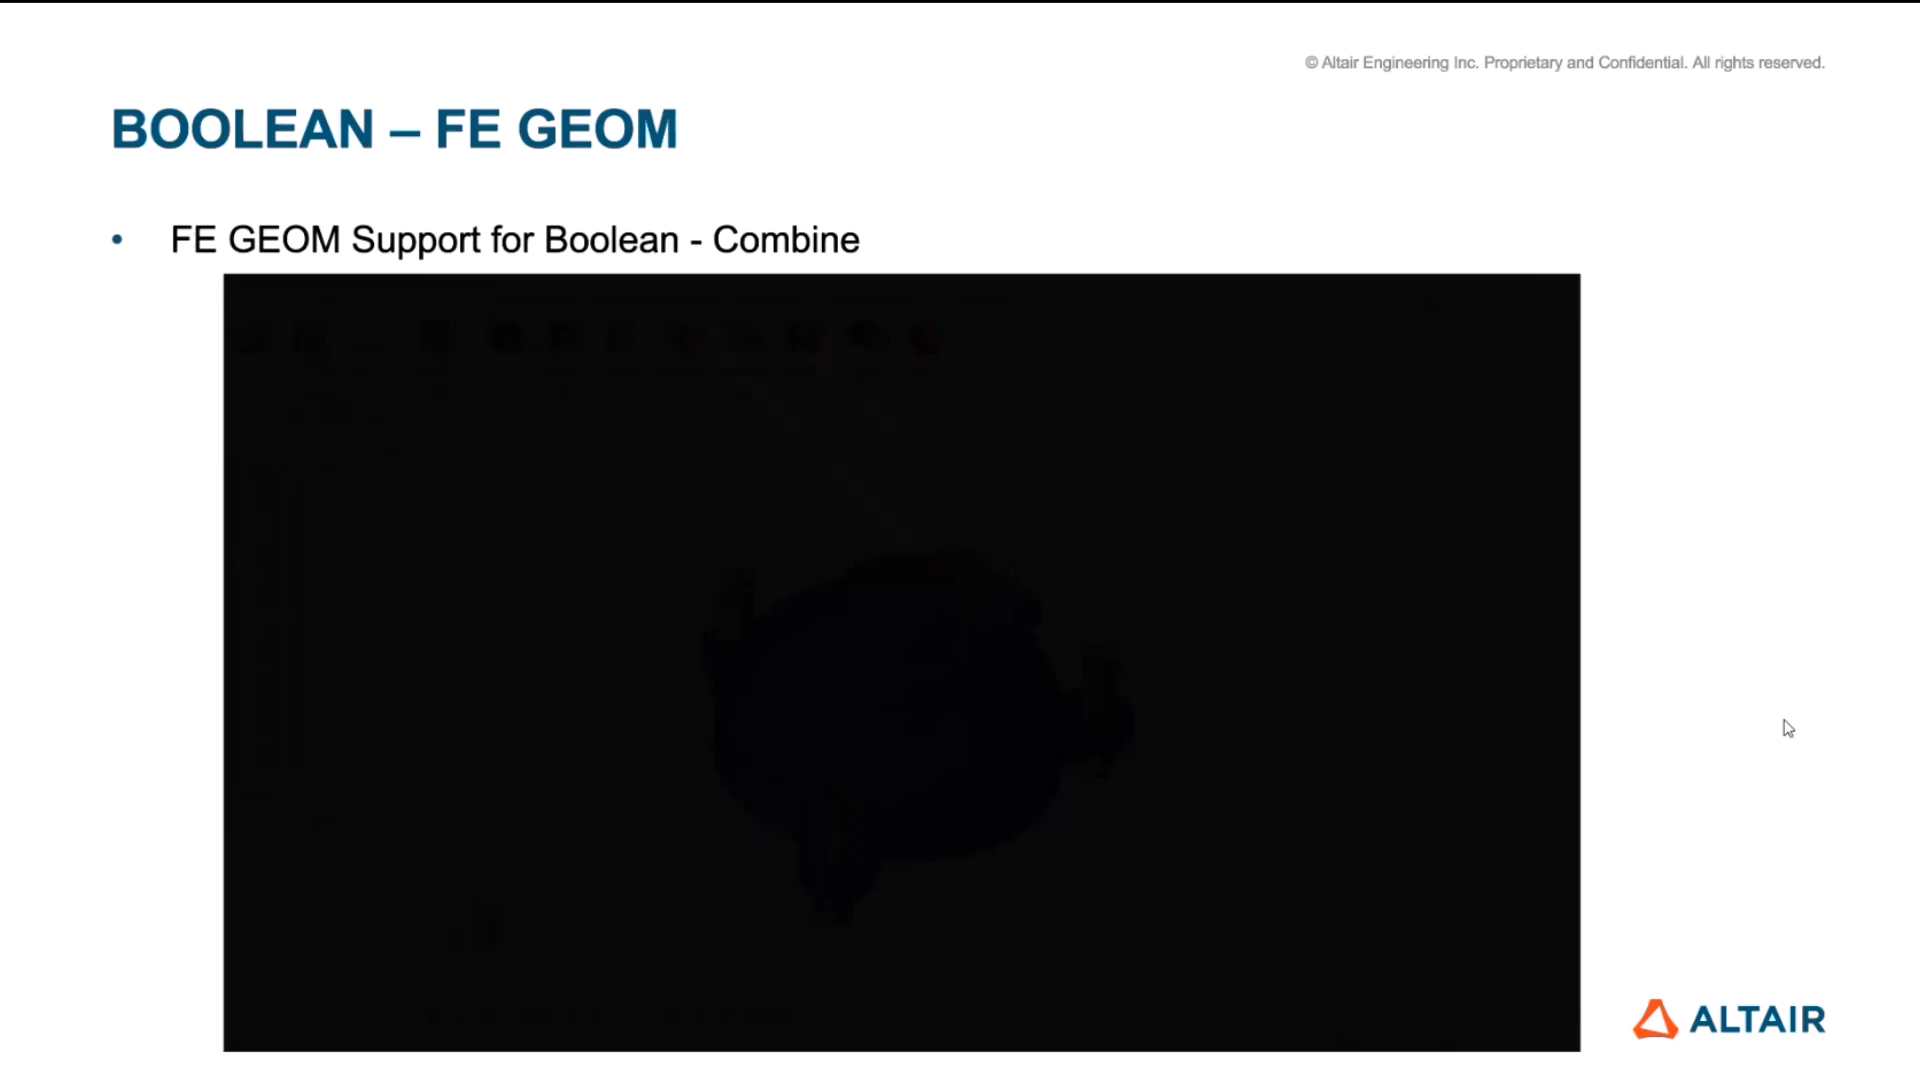 © Altair Engineering Inc. Proprietary and Confidential. All rights reserved.
BOOLEAN – FE GEOM
• FE GEOM Support for Boolean - Combine
ALTAIR